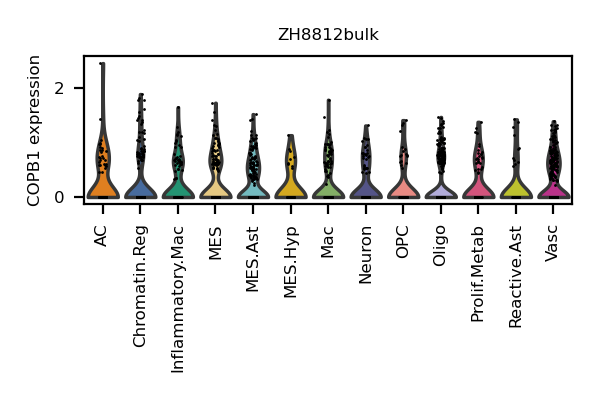 ZH8812bulk
COPB1 expression
2
0
AC
Chromatin.Reg
Inflammatory.Mac
MES
MES.Ast
MES.Hyp
Mac
Neuron
OPC
Oligo
Prolif.Metab
Reactive.Ast
Vasc